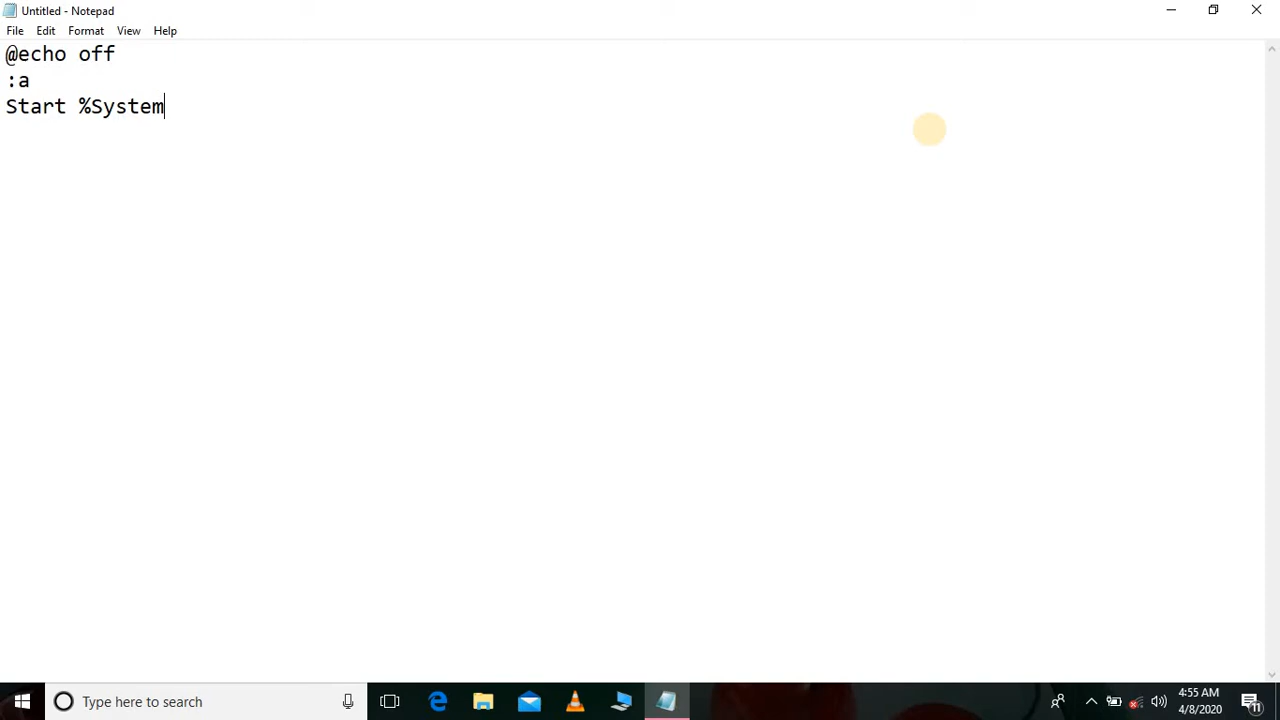 Untitled - Notepad
File Edit Format View Help
@echo off
:a
Start %System
Type here to search
4:55 AM
4/8/2020
11